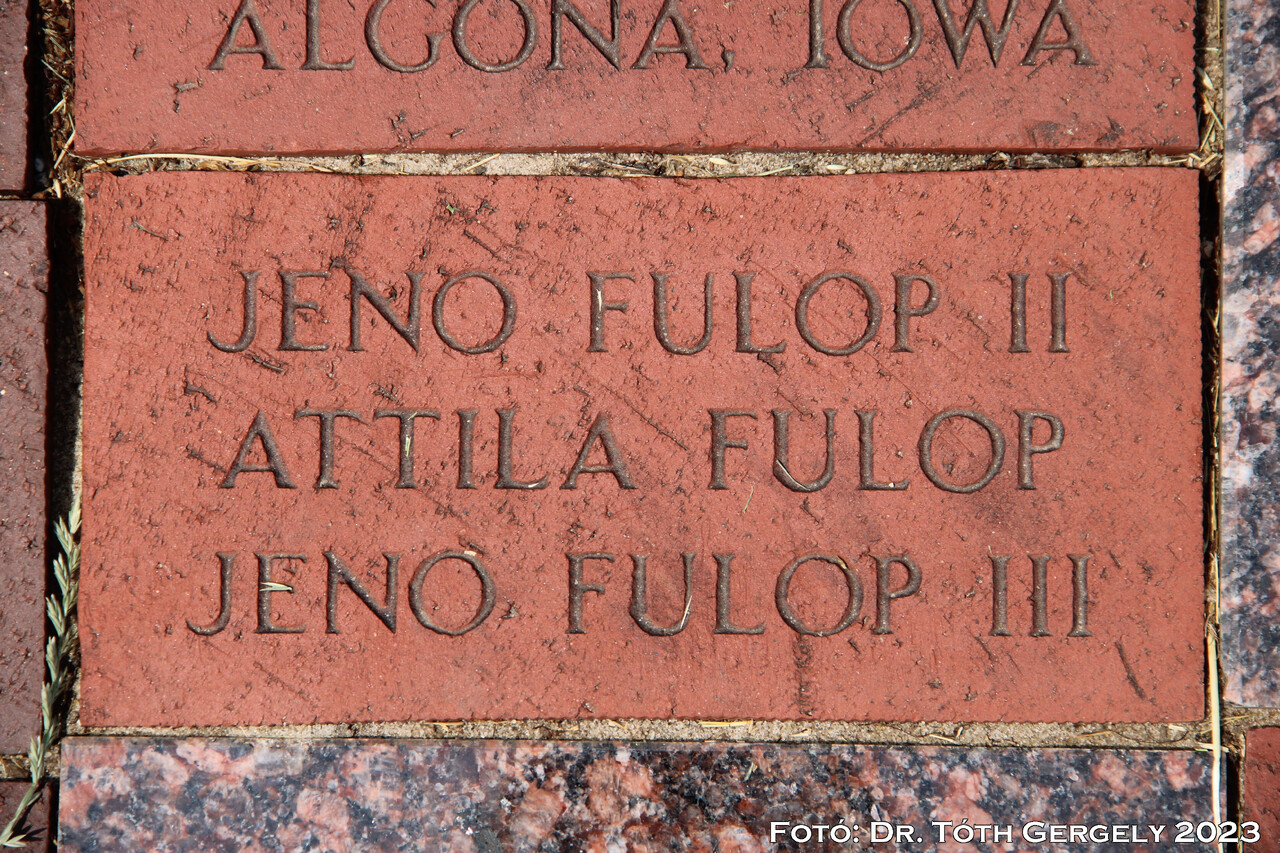 ALGONA, IOWA
JENO FULOP II
ATTILA FULOP
JENO FULOP III
Fotó: Dr. Tóth Gergely 2023